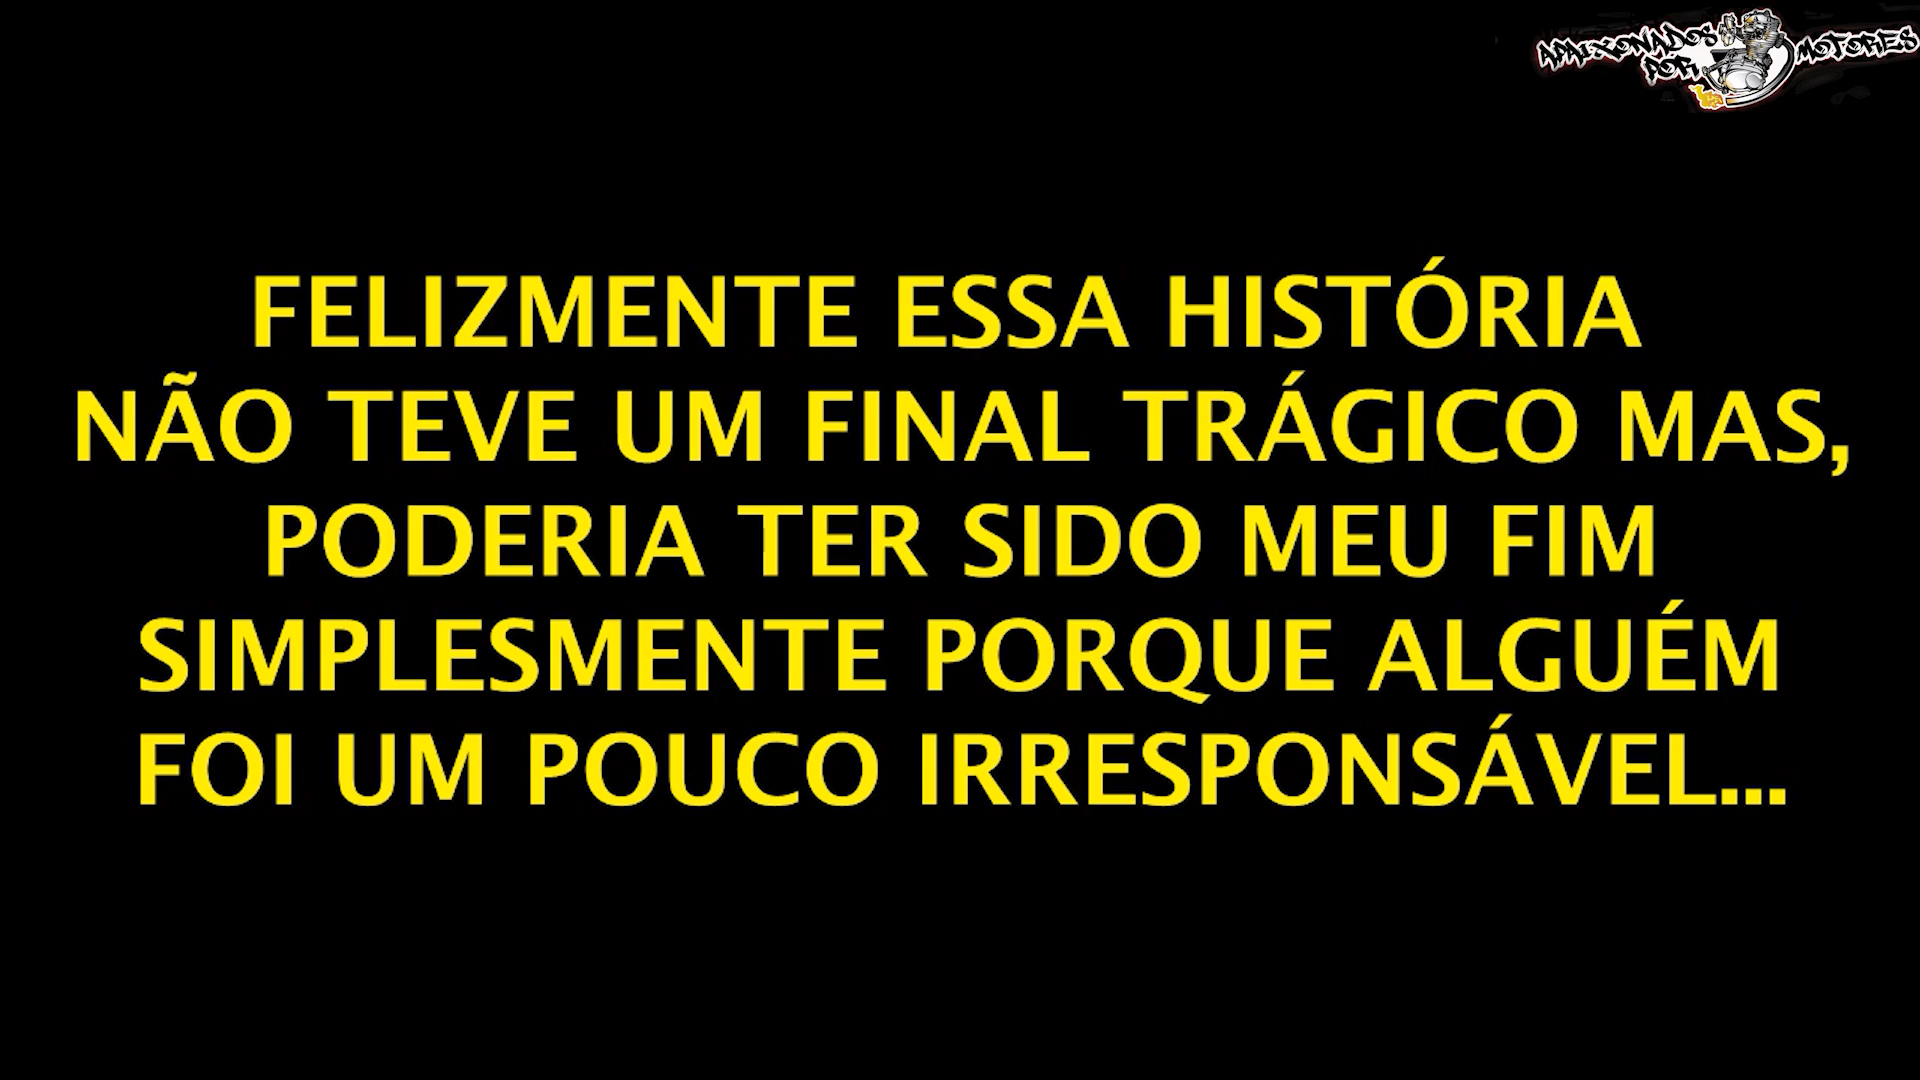 APAIXONADOS
POR
MOTORES
FELIZMENTE ESSA HISTÓRIA
NÃO TEVE UM FINAL TRÁGICO MAS,
PODERIA TER SIDO MEU FIM
SIMPLESMENTE PORQUE ALGUÉM
FOI UM POUCO IRRESPONSÁVEL...